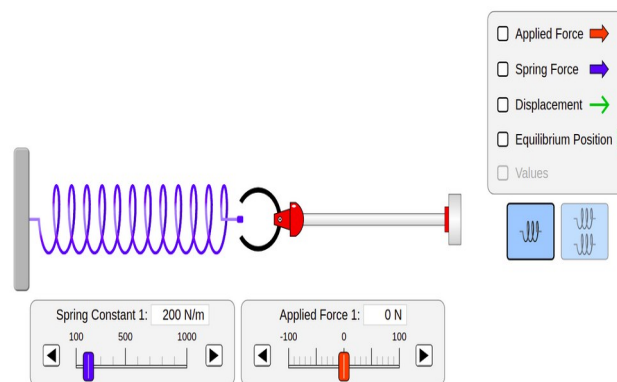 Applied Force
Spring Force
Displacement
Equilibrium Position
Values
Spring Constant 1: 200 N/m
100 500 1000
Applied Force 1: 0 N
-100 0 100